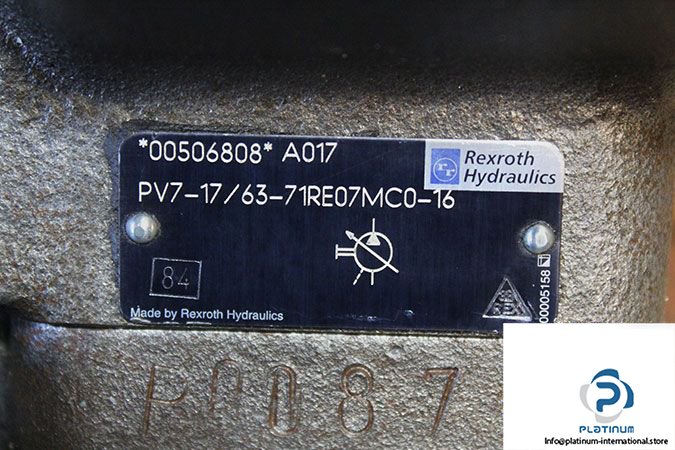 *00506808* A017
Rexroth
Hydraulics
PV7-17/63-71RE07MC0-16
84
Made by Rexroth Hydraulics
00005158
P0087
PLATINUM
Info@platinum-international.store